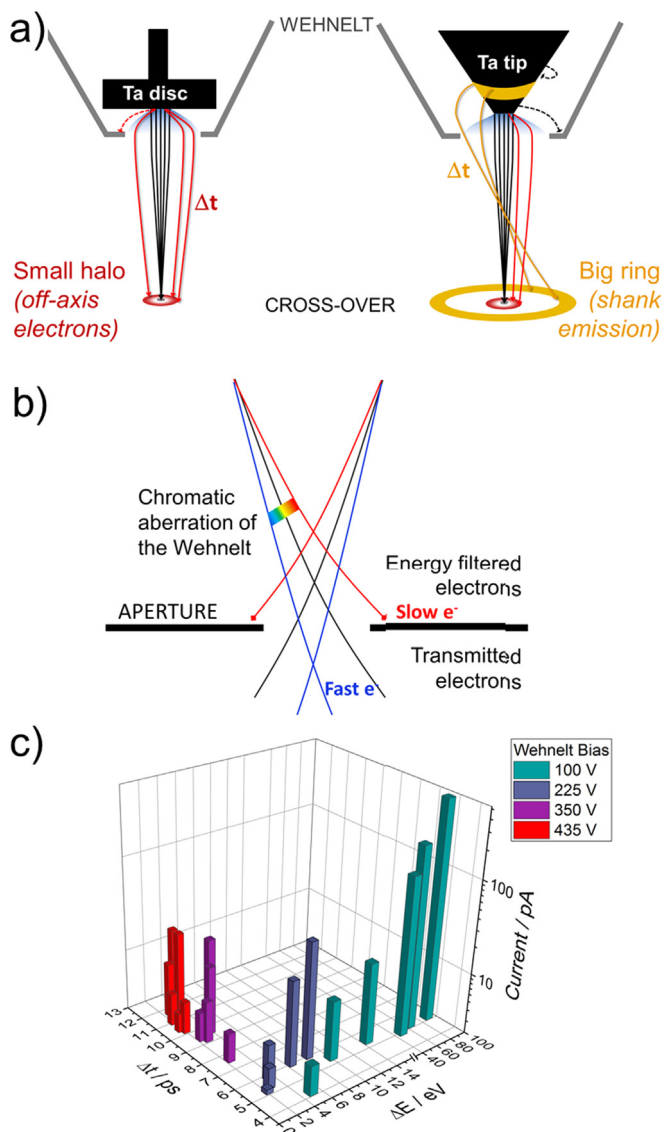 a)
WEHNELT
Ta disc
Ta tip
Δt
Δt
Small halo
(off-axis
electrons)
CROSS-OVER
Big ring
(shank
emission)
b)
Chromatic
aberration of
the Wehnelt
Energy filtered
electrons
APERTURE
Slow e-
Transmitted
electrons
Fast e-
c)
Wehnelt Bias
100 V
225 V
350 V
435 V
100
10
Current / pA
13
12
11
10
9
8
7
6
5
4
Δt / ps
0
2
4
6
8
10
12
14
40
60
80
100
ΔE / eV